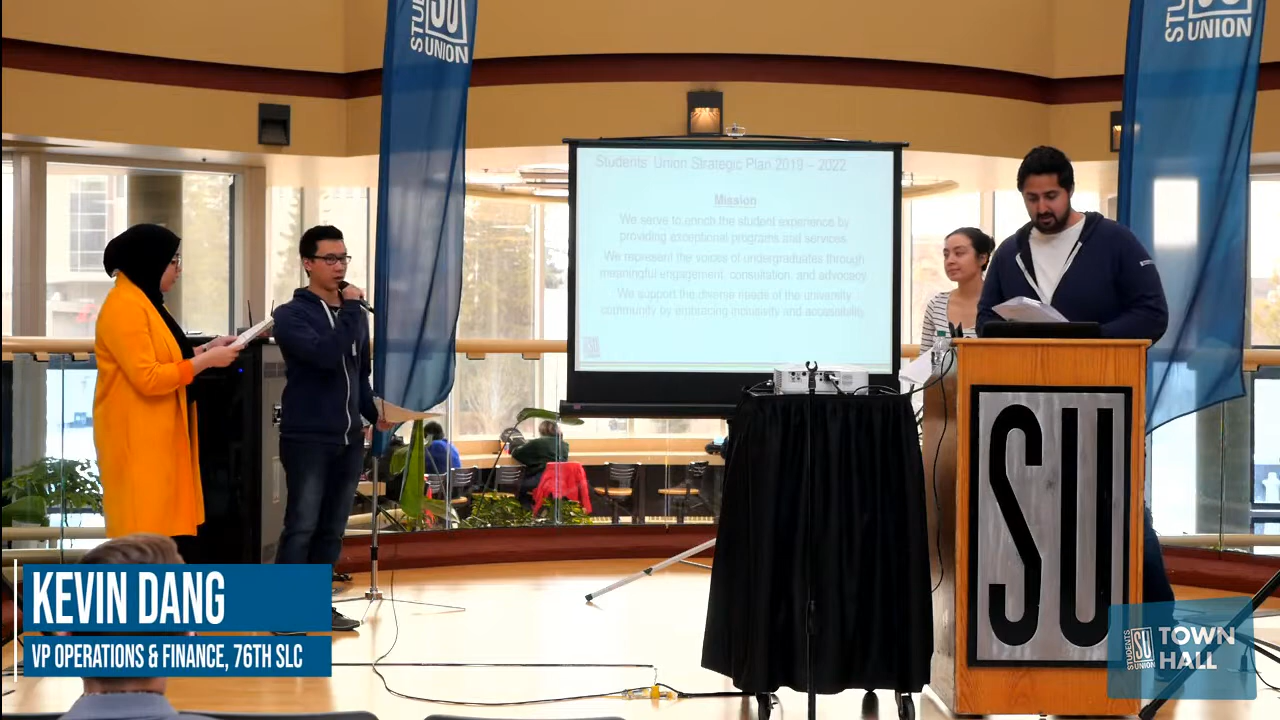 STUDENTS
SU
UNION
STUDENTS
SU
UNION
Students' Union Strategic Plan 2019 – 2022
Mission
We serve to enrich the student experience by
providing exceptional programs and services.
We represent the voices of undergraduates through
meaningful engagement, consultation, and advocacy.
We support the diverse needs of the university
community by embracing inclusivity and accessibility.
SU
SU
KEVIN DANG
VP OPERATIONS & FINANCE, 76TH SLC
STUDENTS
SU
UNION
TOWN
HALL